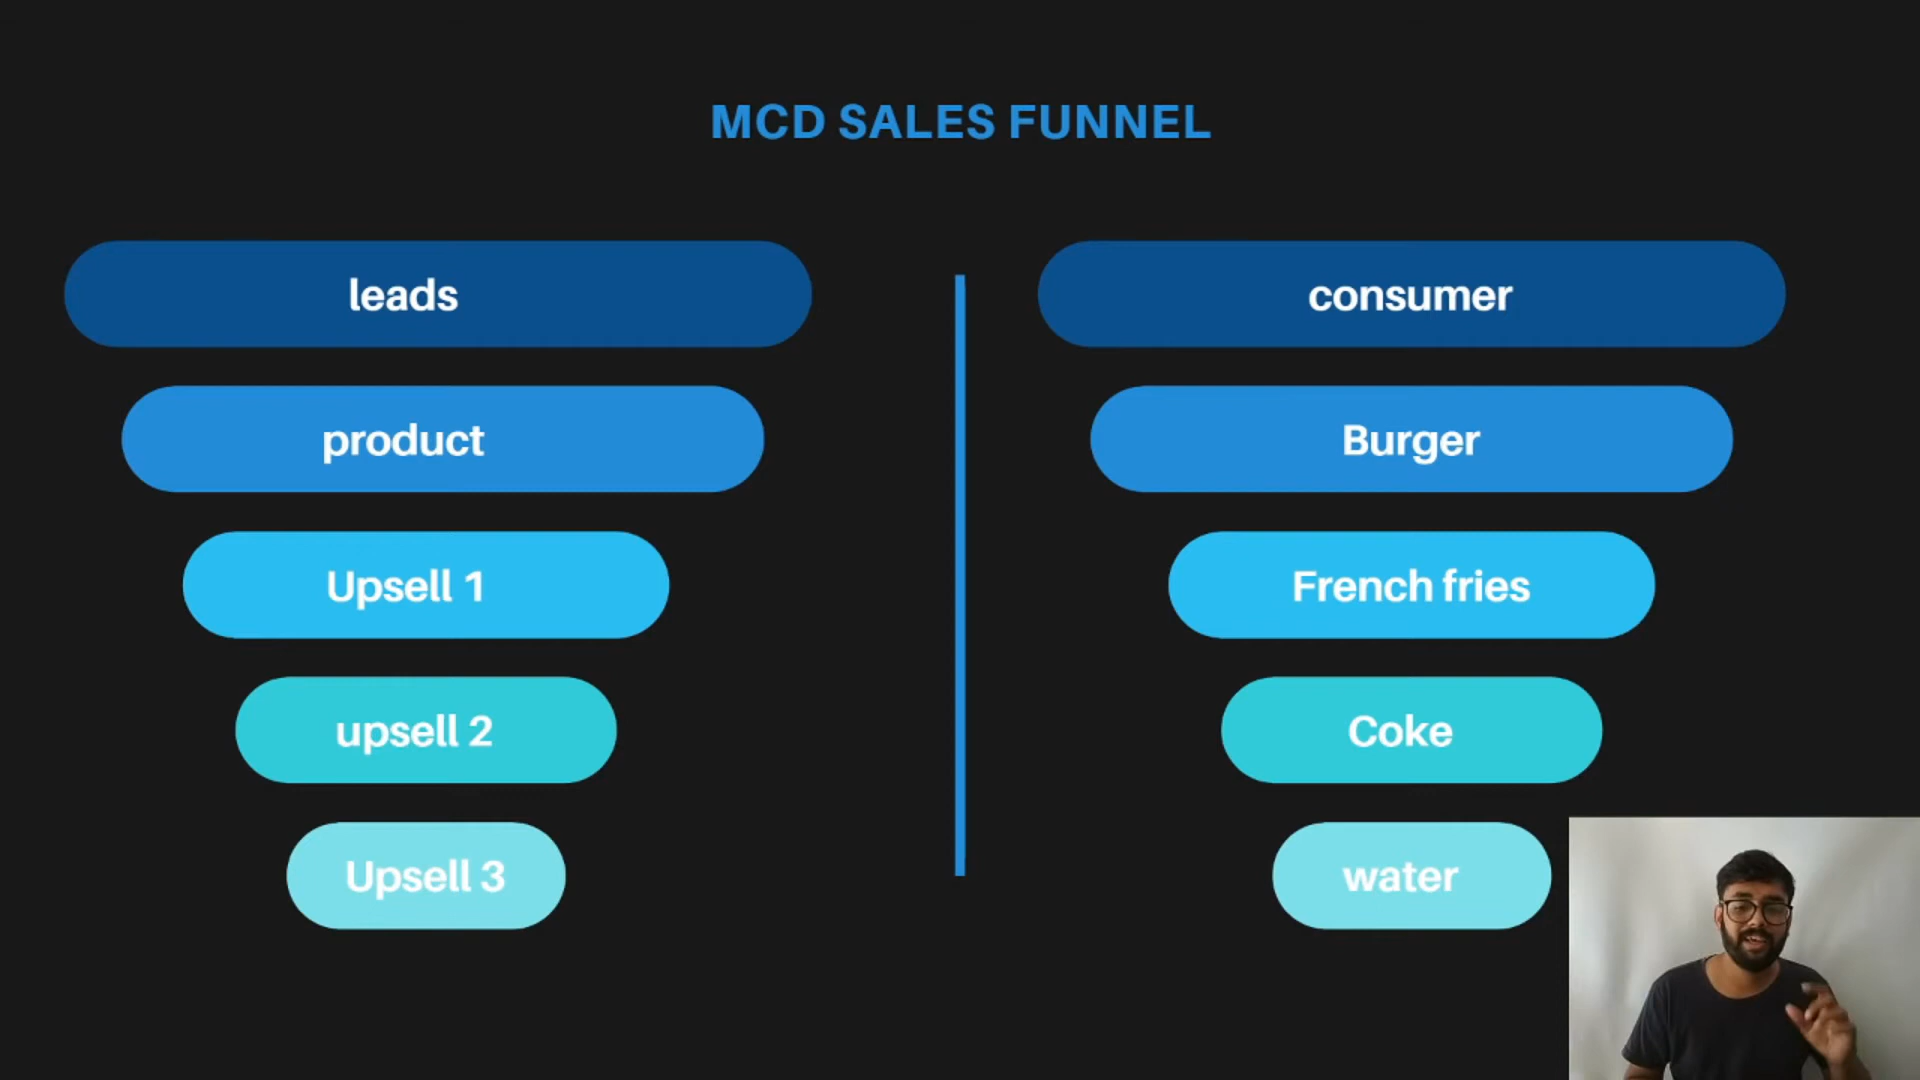 MCD SALES FUNNEL
leads
product
Upsell 1
upsell 2
Upsell 3
consumer
Burger
French fries
Coke
water